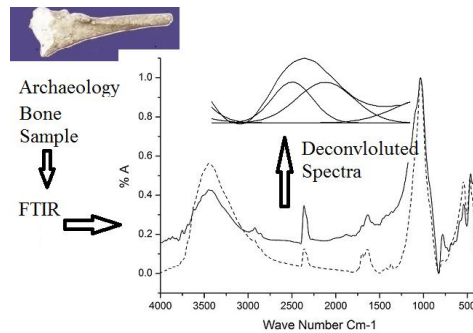 Archaeology
Bone
Sample
FTIR
Deconvloluted
Spectra
% A
1.0
0.8
0.6
0.4
0.2
0.0
4000 3500 3000 2500 2000 1500 1000 500
Wave Number Cm-1